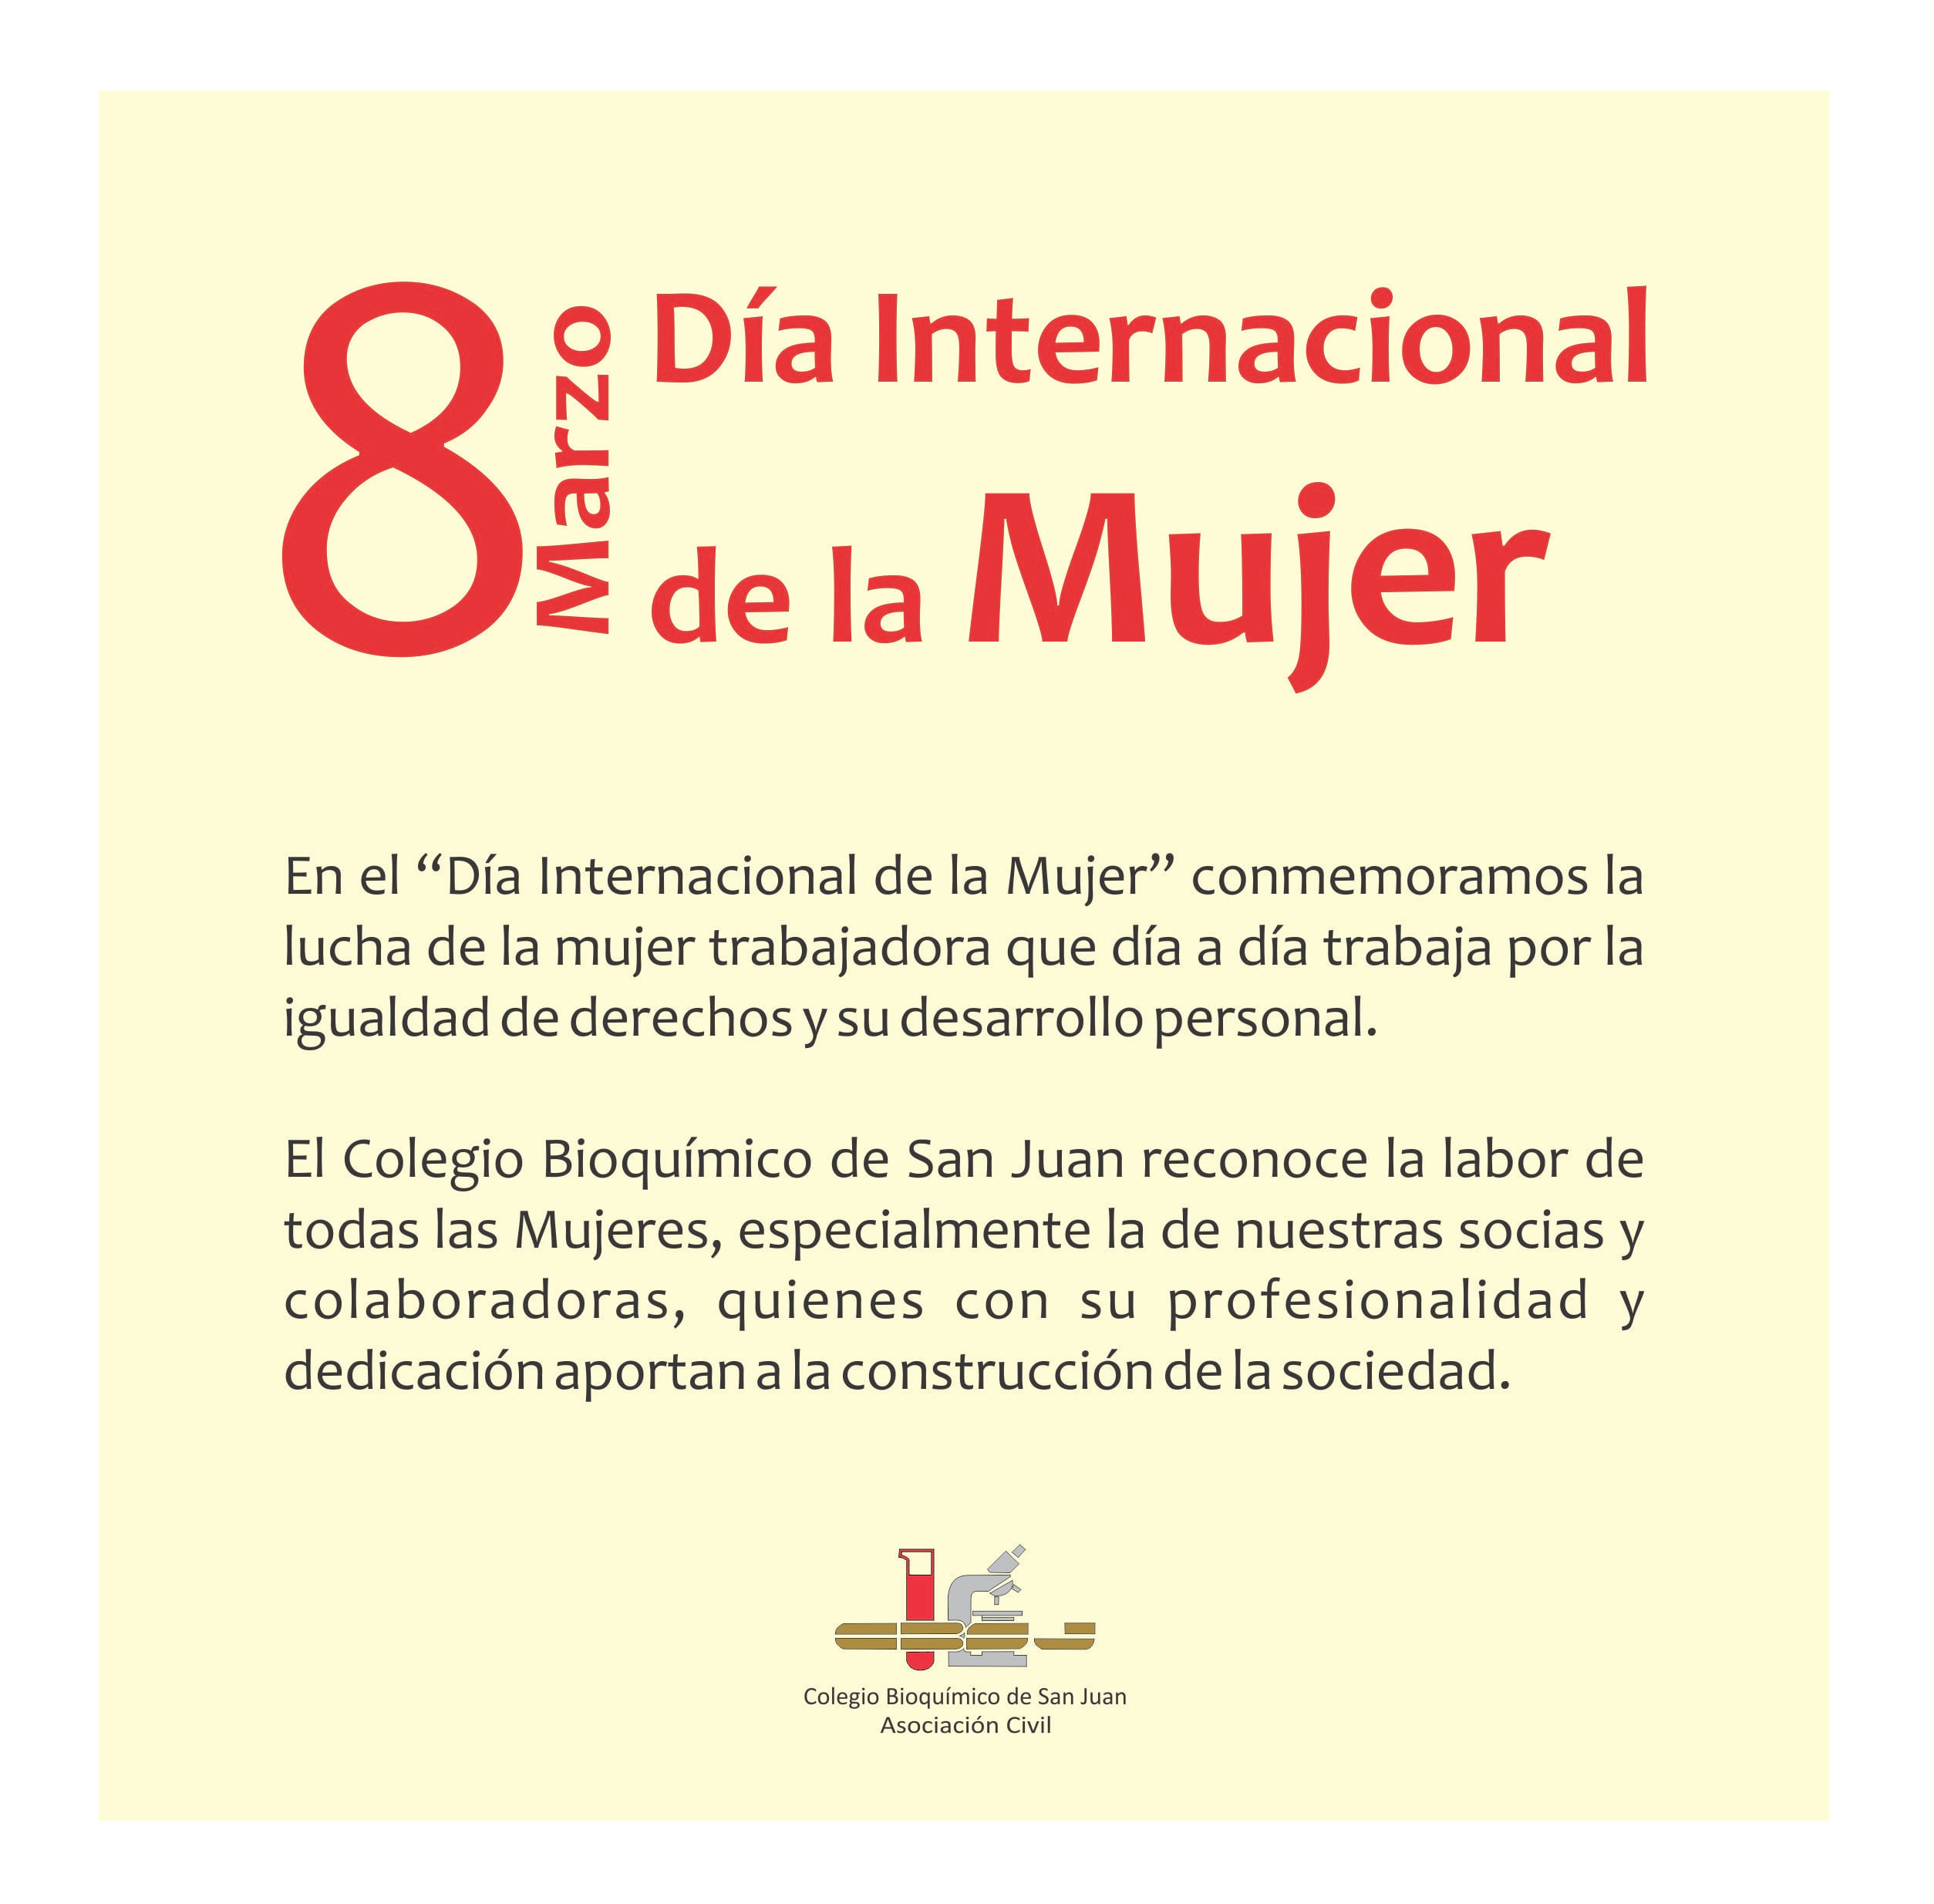 8
Marzo
Día Internacional
de la Mujer
En el “Día Internacional de la Mujer” conmemoramos la
lucha de la mujer trabajadora que día a día trabaja por la
igualdad de derechos y su desarrollo personal.
El Colegio Bioquímico de San Juan reconoce la labor de
todas las Mujeres, especialmente la de nuestras socias y
colaboradoras, quienes con su profesionalidad y
dedicación aportan a la construcción de la sociedad.
Colegio Bioquímico de San Juan
Asociación Civil